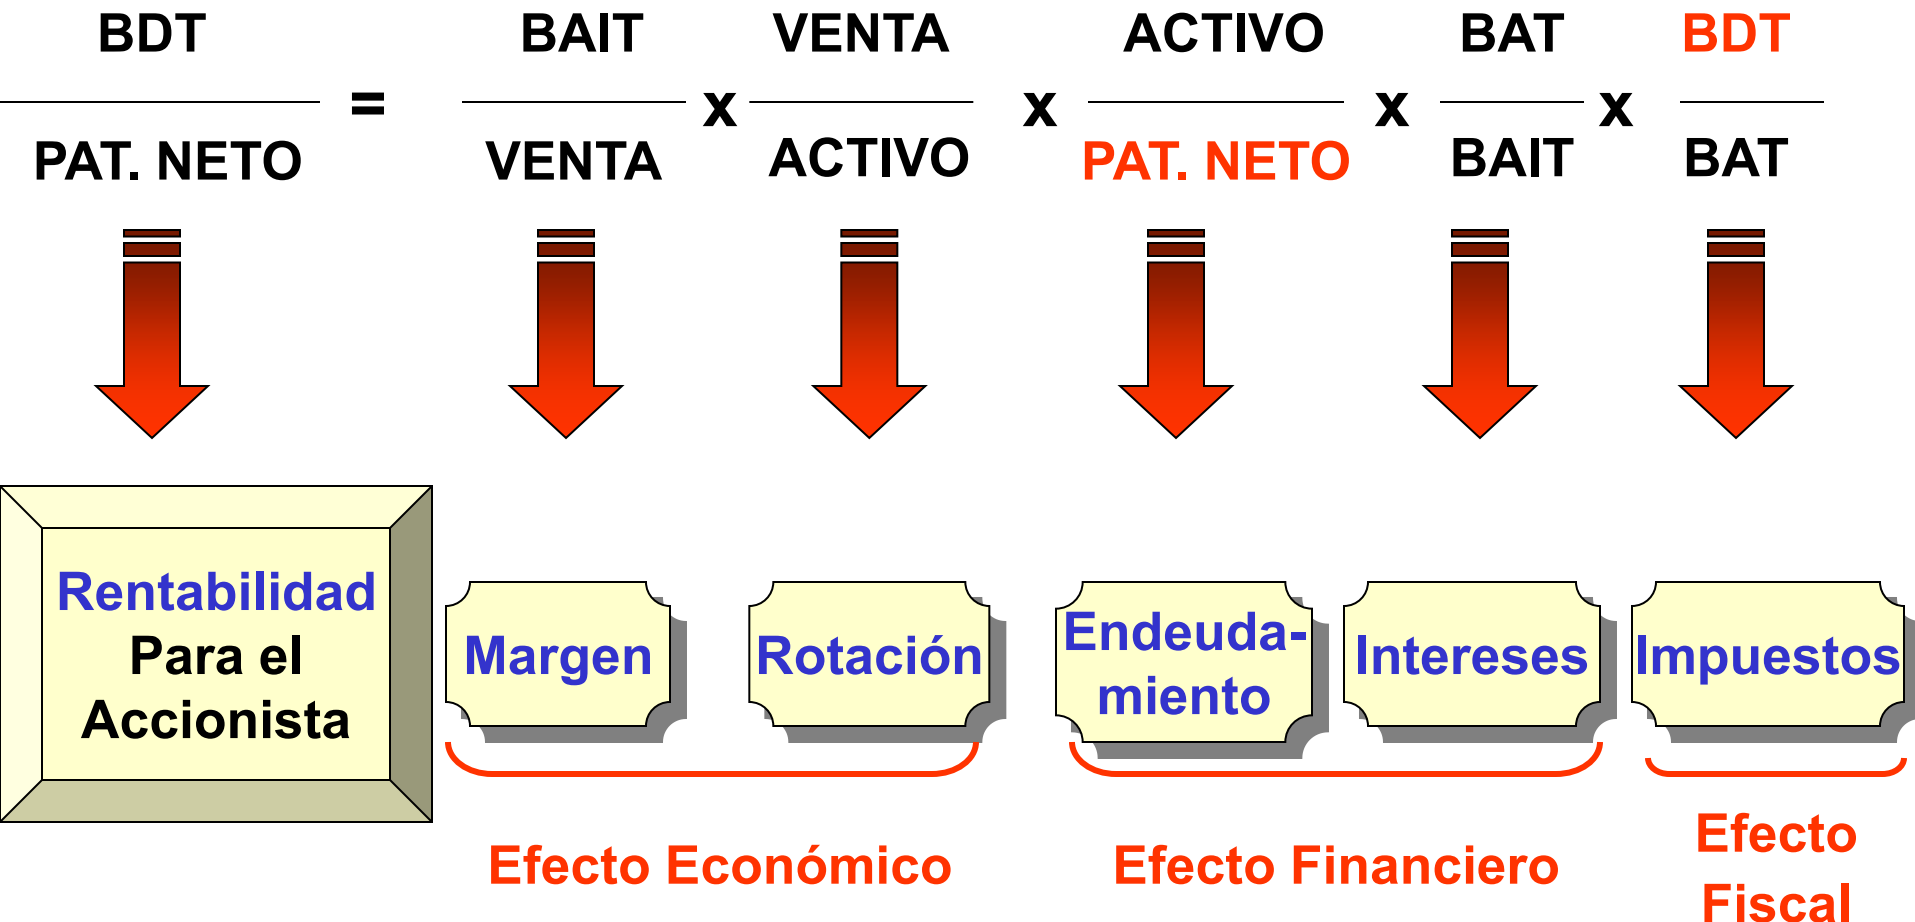 BDT BAIT VENTA ACTIVO BAT BDT
= x x x x
PAT. NETO VENTA ACTIVO PAT. NETO BAIT BAT
Rentabilidad
Para el
Accionista
Margen
Rotación
Endeuda-
miento
Intereses
Impuestos
Efecto Económico
Efecto Financiero
Efecto
Fiscal